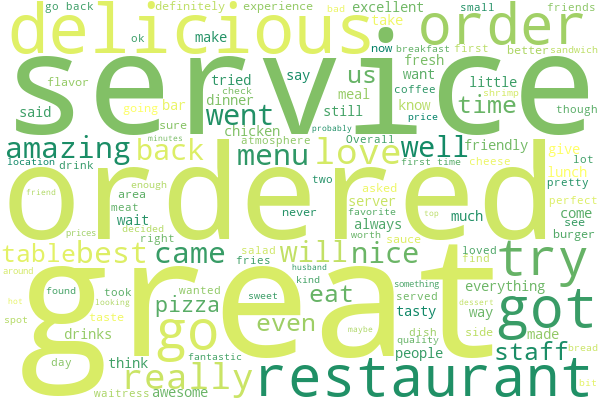 go back definitely experience bad excellent small friends
delicious order
ok make take now breakfast first better sandwich
service
flavor tried say us fresh want little shrimp
said going bar check dinner meal coffee know time though
sure went chicken still price
amazing back minutes atmosphere probably Overall well friendly give
location drink menu love first time cheese lunch lot pretty
ordered
friend enough two asked perfect
area never server favorite much come see
meat wait always burger
prices decided right top worth
table best came salad will nice sauce loved find try
around fries husband kind something everything
great
found took wanted sweet eat served tasty got way
hot looking pizza dessert
spot taste go even maybe dish side made
drinks quality staff bread
day think fantastic people
really restaurant
waitress awesome bit